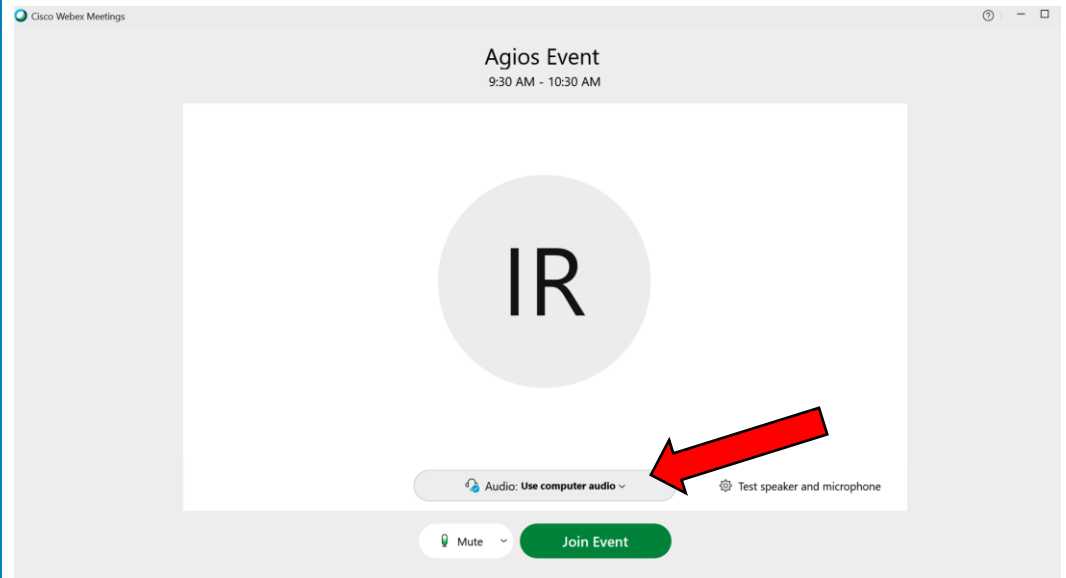 Cisco Webex Meetings
Agios Event
9:30 AM - 10:30 AM
IR
Audio: Use computer audio
Test speaker and microphone
Mute
Join Event